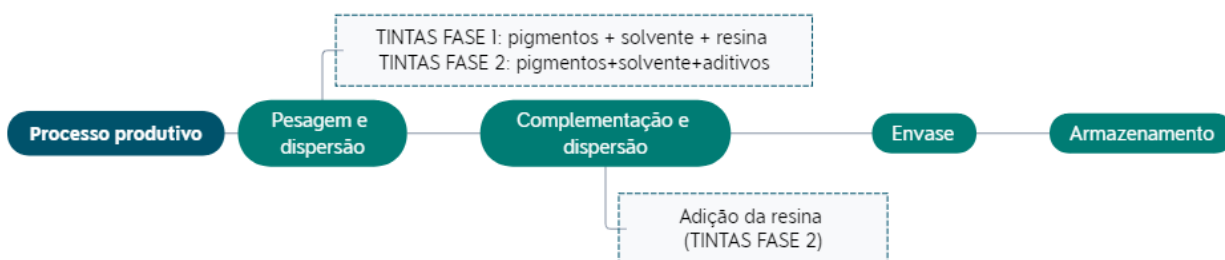 TINTAS FASE 1: pigmentos + solvente + resina
TINTAS FASE 2: pigmentos+solvente+aditivos
Processo produtivo
Pesagem e
dispersão
Complementação e
dispersão
Envase
Armazenamento
Adição da resina
(TINTAS FASE 2)